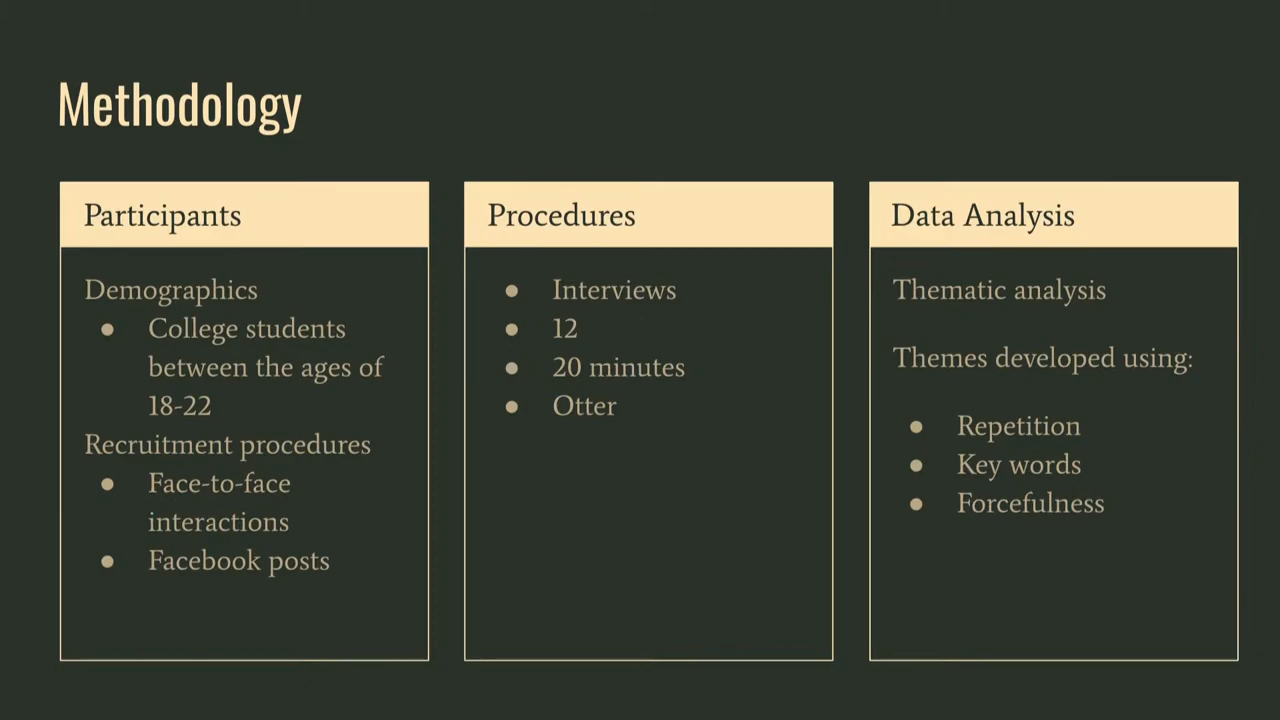 Methodology
Participants
Demographics
● College students
between the ages of
18-22
Recruitment procedures
● Face-to-face
interactions
● Facebook posts
Procedures
● Interviews
● 12
● 20 minutes
● Otter
Data Analysis
Thematic analysis
Themes developed using:
● Repetition
● Key words
● Forcefulness